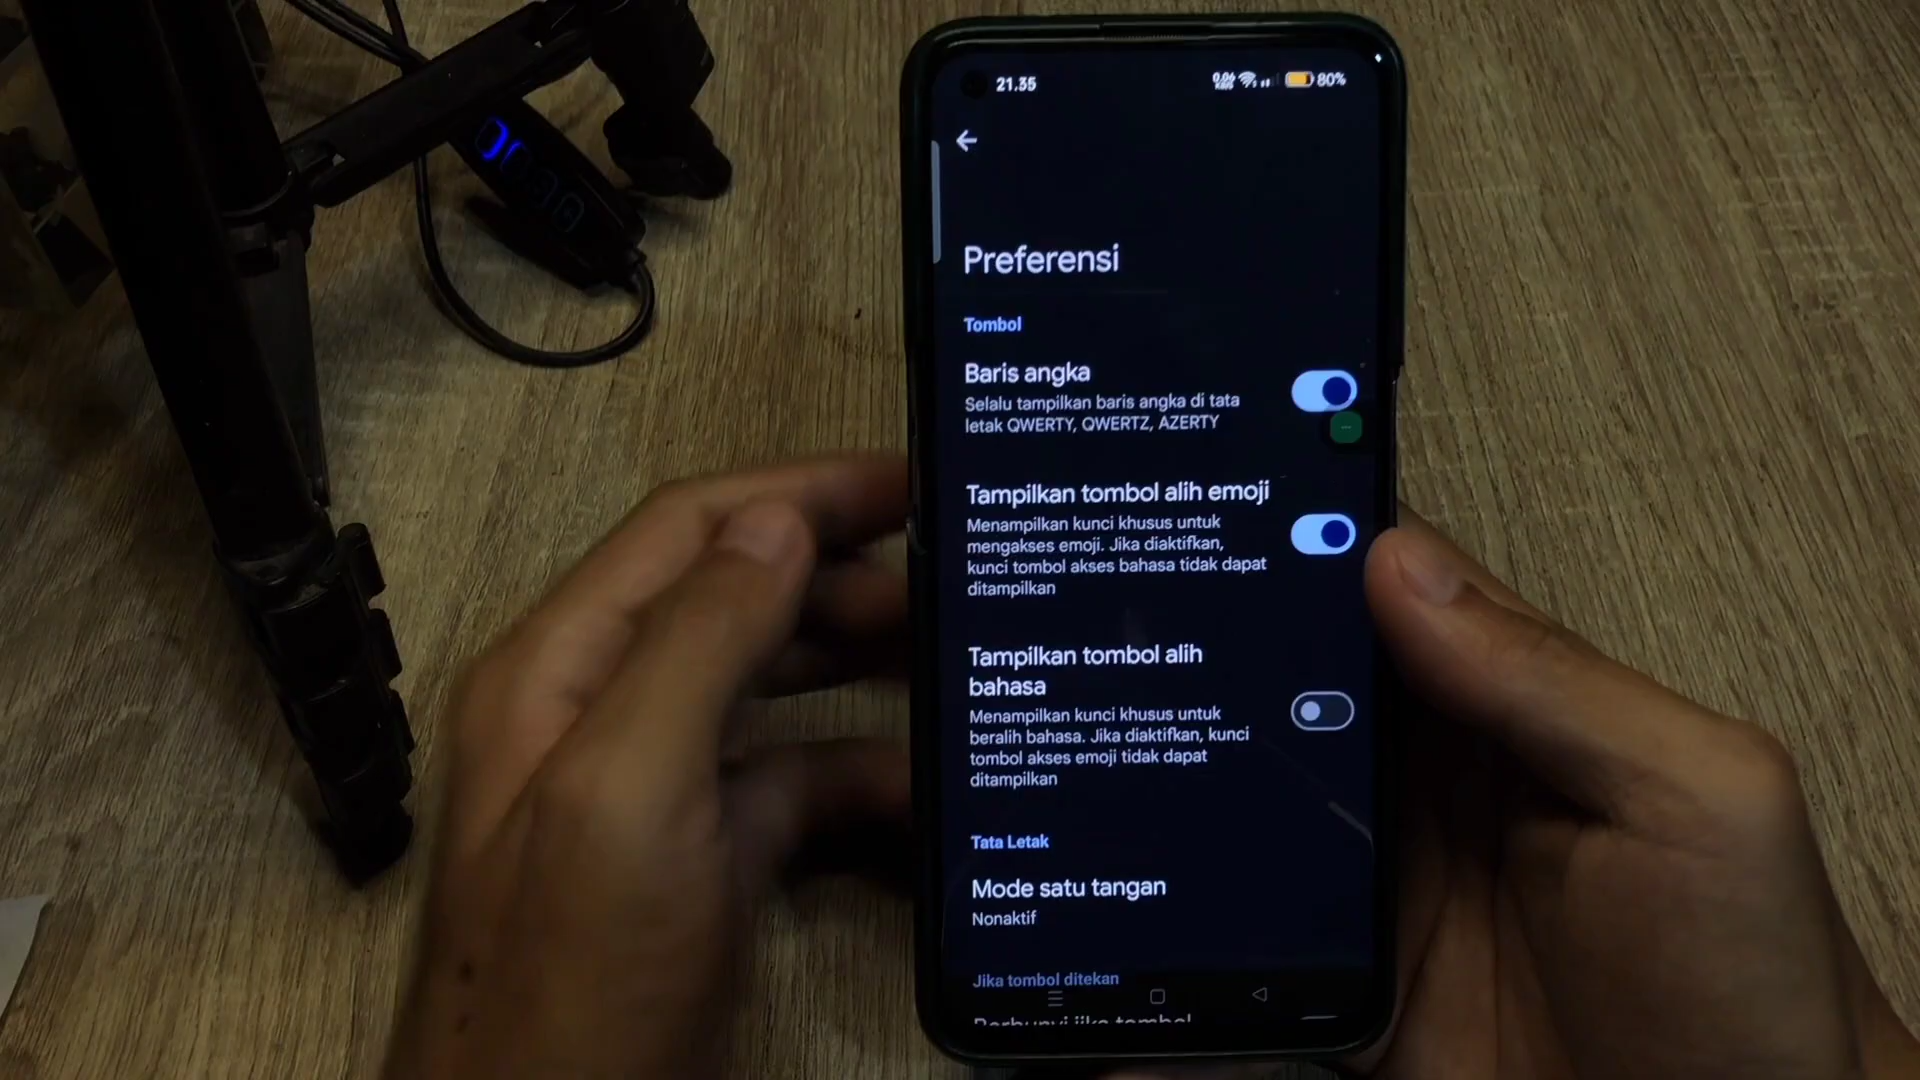 21.35
80%
Preferensi
Tombol
Baris angka
Selalu tampilkan baris angka di tata
letak QWERTY, QWERTZ, AZERTY
Tampilkan tombol alih emoji
Menampilkan kunci khusus untuk
mengakses emoji. Jika diaktifkan,
kunci tombol akses bahasa tidak dapat
ditampilkan
Tampilkan tombol alih
bahasa
Menampilkan kunci khusus untuk
beralih bahasa. Jika diaktifkan, kunci
tombol akses emoji tidak dapat
ditampilkan
Tata Letak
Mode satu tangan
Nonaktif
Jika tombol ditekan